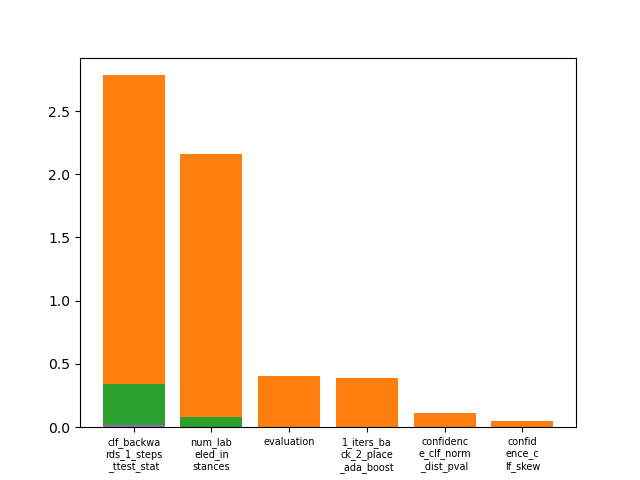 2.5
2.0
1.5
1.0
0.5
0.0
clf_backwa
rds_1_steps
_ttest_stat
num_lab
eled_in
stances
evaluation
1_iters_ba
ck_2_place
_ada_boost
confidenc
e_clf_norm
_dist_pval
confid
ence_c
lf_skew